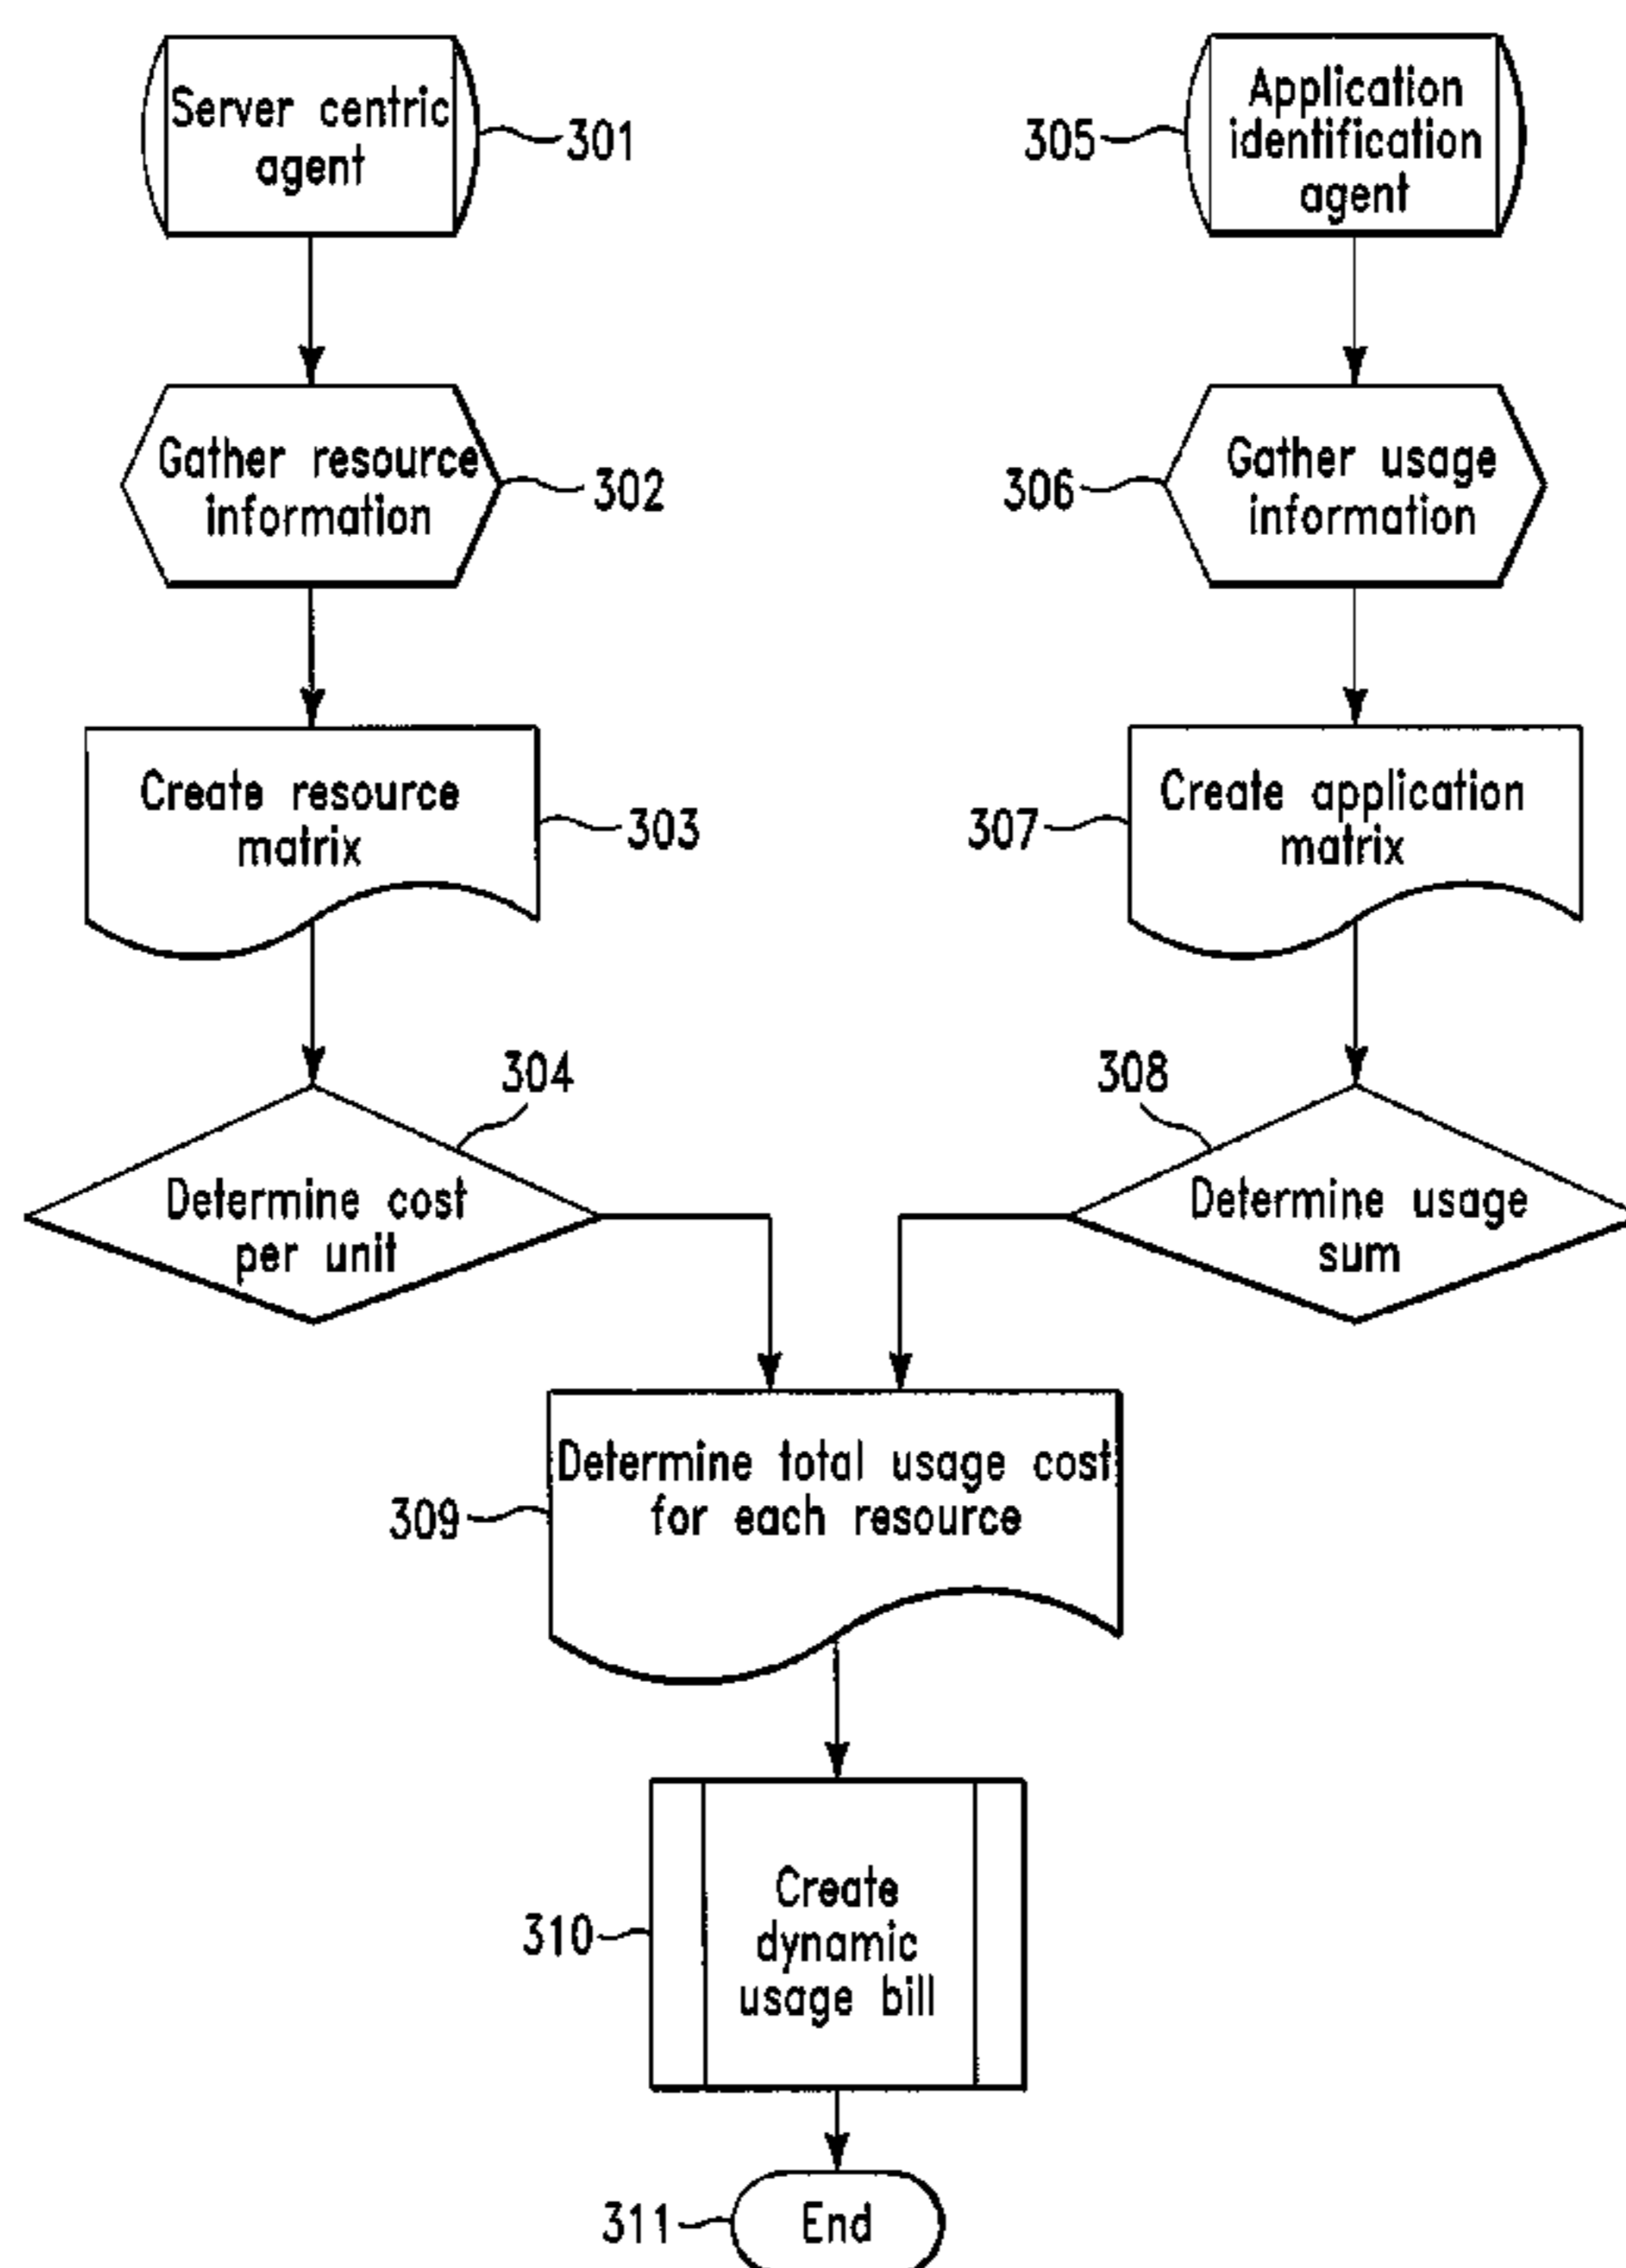 Server centric
agent
301
Gather resource
information
302
Create resource
matrix
303
304
Determine cost
per unit
Application
identification
agent
305
Gather usage
information
306
Create application
matrix
307
308
Determine usage
sum
Determine total usage cost
for each resource
309
Create
dynamic
usage bill
310
End
311